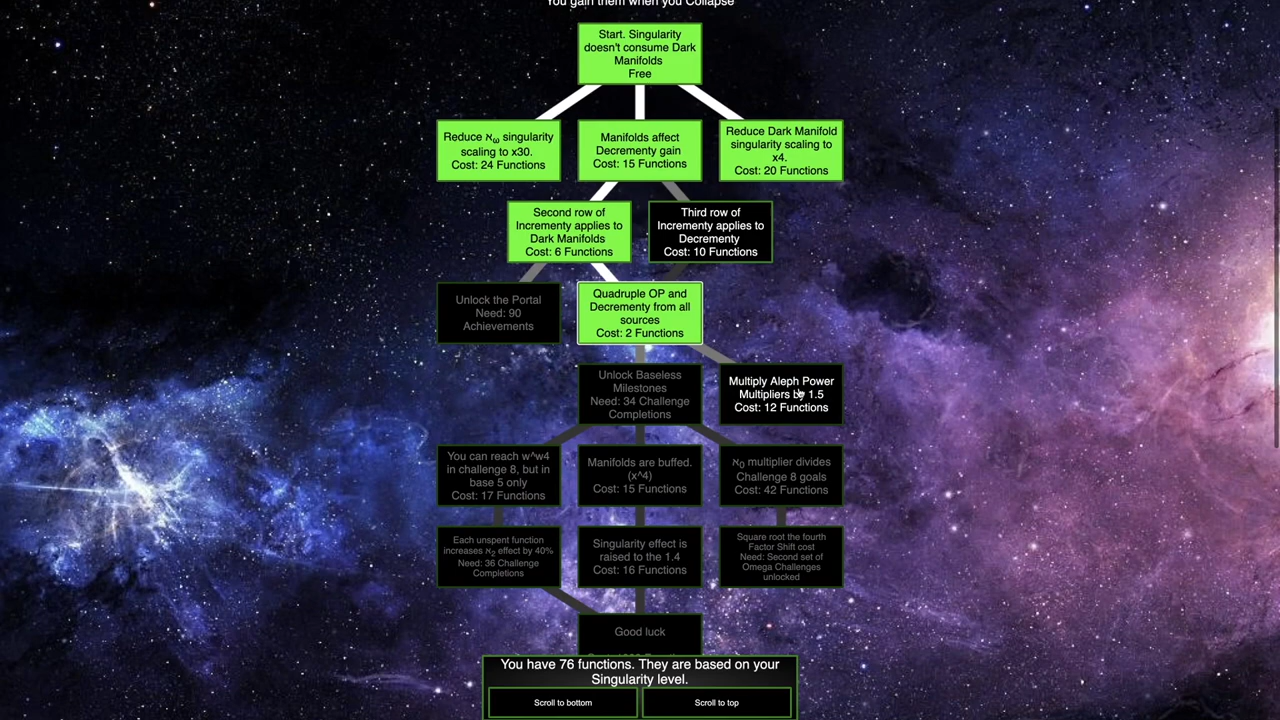 You gain them when you Collapse
Start. Singularity
doesn't consume Dark
Manifolds
Free
Reduce ℵω singularity
scaling to x30.
Cost: 24 Functions
Manifolds affect
Decrementy gain
Cost: 15 Functions
Reduce Dark Manifold
singularity scaling to
x4.
Cost: 20 Functions
Second row of
Incrementy applies to
Dark Manifolds
Cost: 6 Functions
Third row of
Incrementy applies to
Decrementy
Cost: 10 Functions
Unlock the Portal
Need: 90
Achievements
Quadruple OP and
Decrementy from all
sources
Cost: 2 Functions
Unlock Baseless
Milestones
Need: 34 Challenge
Completions
Multiply Aleph Power
Multipliers by 1.5
Cost: 12 Functions
You can reach w^w4
in challenge 8, but in
base 5 only
Cost: 17 Functions
Manifolds are buffed.
(x^4)
Cost: 15 Functions
ℵ0 multiplier divides
Challenge 8 goals
Cost: 42 Functions
Each unspent function
increases ℵ2 effect by 40%
Need: 36 Challenge
Completions
Singularity effect is
raised to the 1.4
Cost: 16 Functions
Square root the fourth
Factor Shift cost
Need: Second set of
Omega Challenges
unlocked
Good luck
You have 76 functions. They are based on your
Singularity level.
Scroll to bottom
Scroll to top